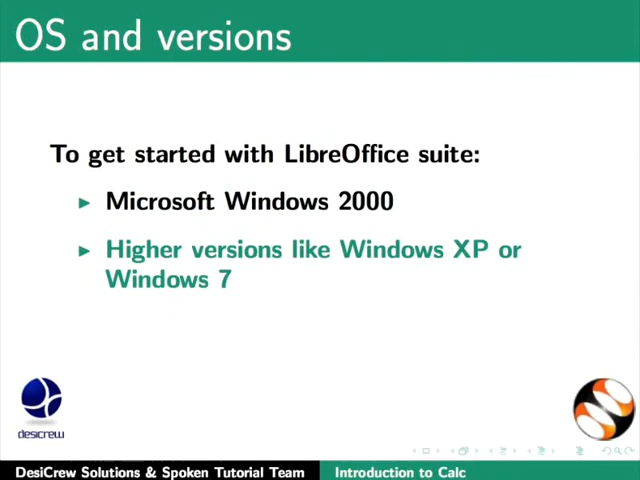 OS and versions
To get started with LibreOffice suite:
Microsoft Windows 2000
Higher versions like Windows XP or
Windows 7
desicrew
DesiCrew Solutions & Spoken Tutorial Team
Introduction to Calc